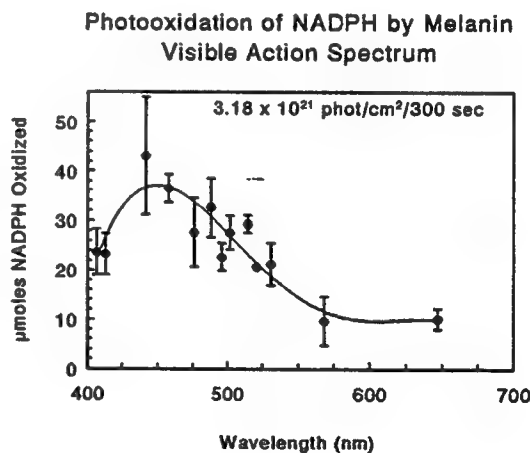 Photooxidation of NADPH by Melanin
Visible Action Spectrum
3.18 x 10²¹ phot/cm²/300 sec
μmoles NADPH Oxidized
60
50
40
30
20
10
0
400
500
600
700
Wavelength (nm)